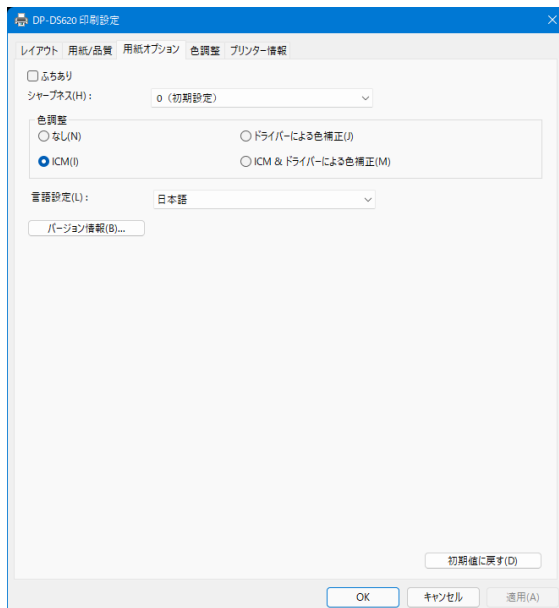 DP-DS620 印刷設定
レイアウト 用紙/品質 用紙オプション 色調整 プリンター情報
ふちあり
シャープネス(H)： 0（初期設定）
色調整
なし(N) ドライバーによる色補正(J)
ICM(I) ICM & ドライバーによる色補正(M)
言語設定(L)： 日本語
バージョン情報(B)...
初期値に戻す(D)
OK キャンセル 適用(A)